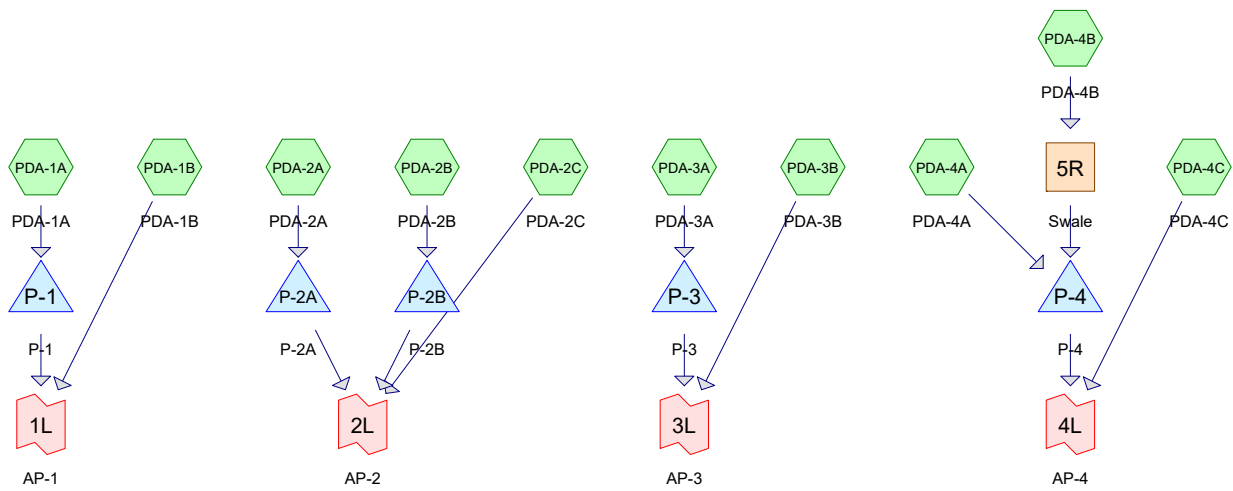 PDA-4B
PDA-4B
PDA-1A
PDA-1B
PDA-2A
PDA-2B
PDA-2C
PDA-3A
PDA-3B
PDA-4A
5R
PDA-4C
PDA-1A
PDA-1B
PDA-2A
PDA-2B
PDA-2C
PDA-3A
PDA-3B
PDA-4A
Swale
PDA-4C
P-1
P-2A
P-2B
P-3
P-4
P-1
P-2A
P-2B
P-3
P-4
1L
2L
3L
4L
AP-1
AP-2
AP-3
AP-4